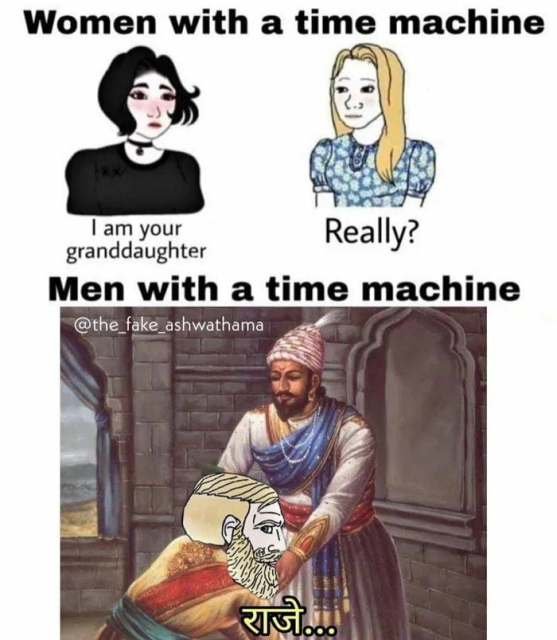 Women with a time machine
I am your
granddaughter
Really?
Men with a time machine
@the_fake_ashwathama
राजे...